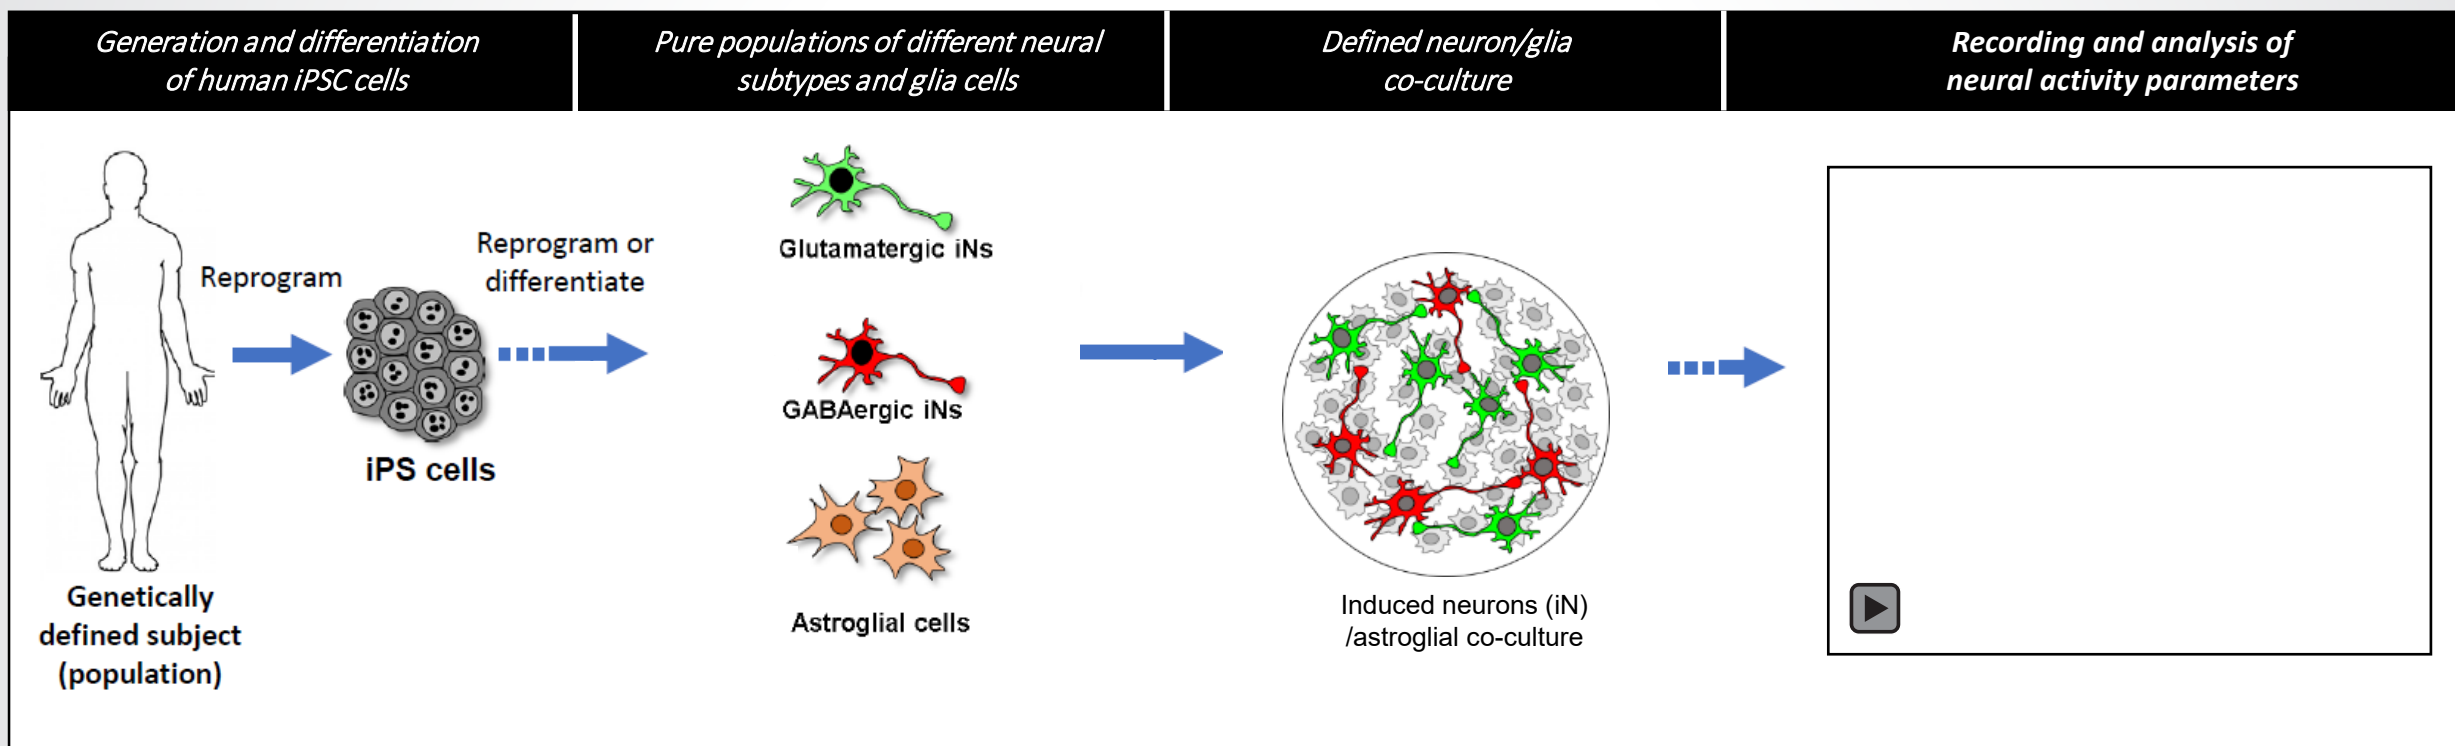 Generation and differentiation
of human iPSC cells
Pure populations of different neural
subtypes and glia cells
Defined neuron/glia
co-culture
Recording and analysis of
neural activity parameters
Reprogram
Reprogram or
differentiate
iPS cells
Genetically
defined subject
(population)
Glutamatergic iNs
GABAergic iNs
Astroglial cells
Induced neurons (iN)
/astroglial co-culture